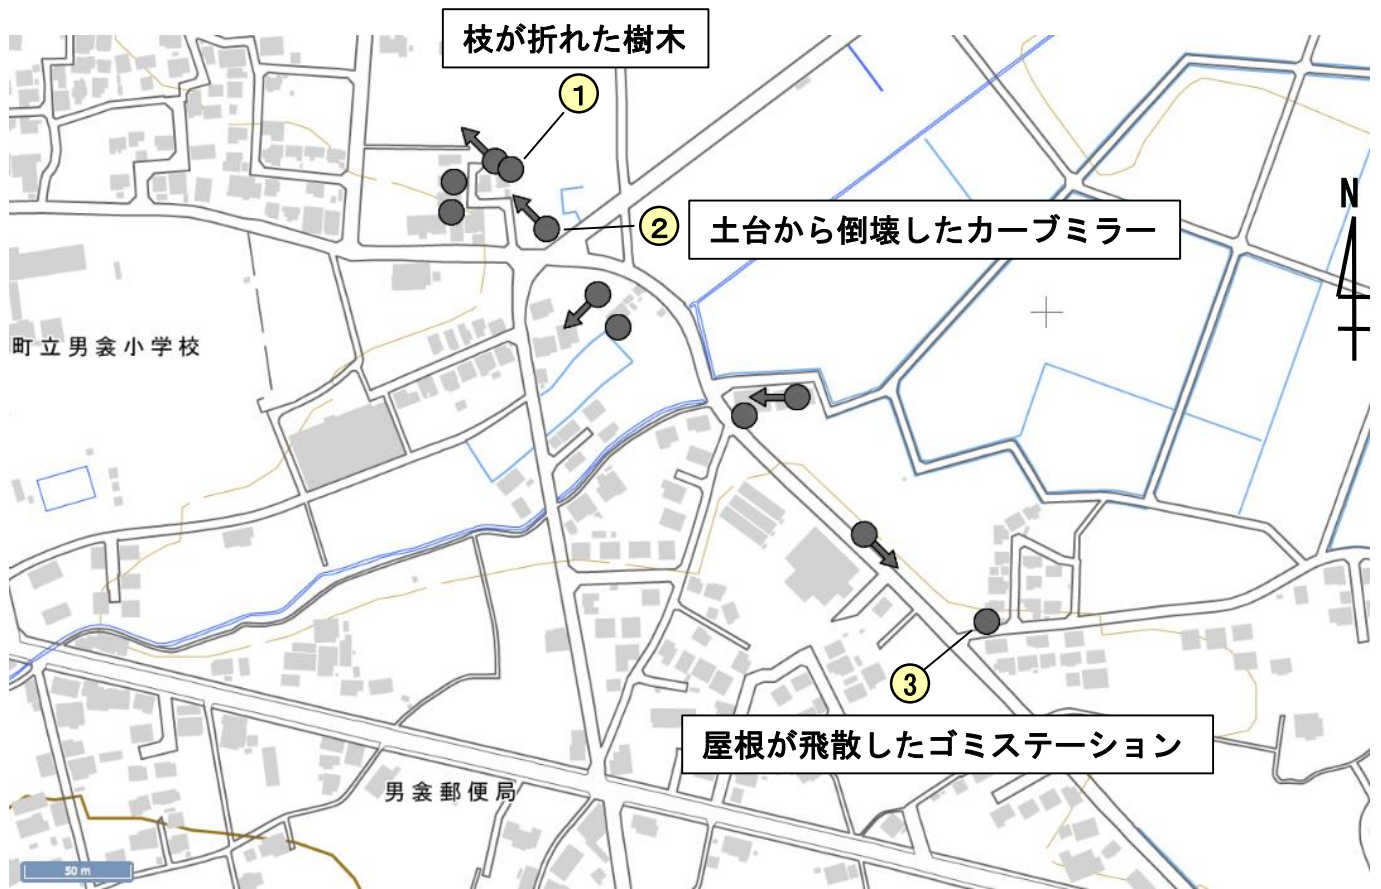 枝が折れた樹木
1
N
2
土台から倒壊したカーブミラー
町立男衾小学校
3
屋根が飛散したゴミステーション
男衾郵便局
50 m